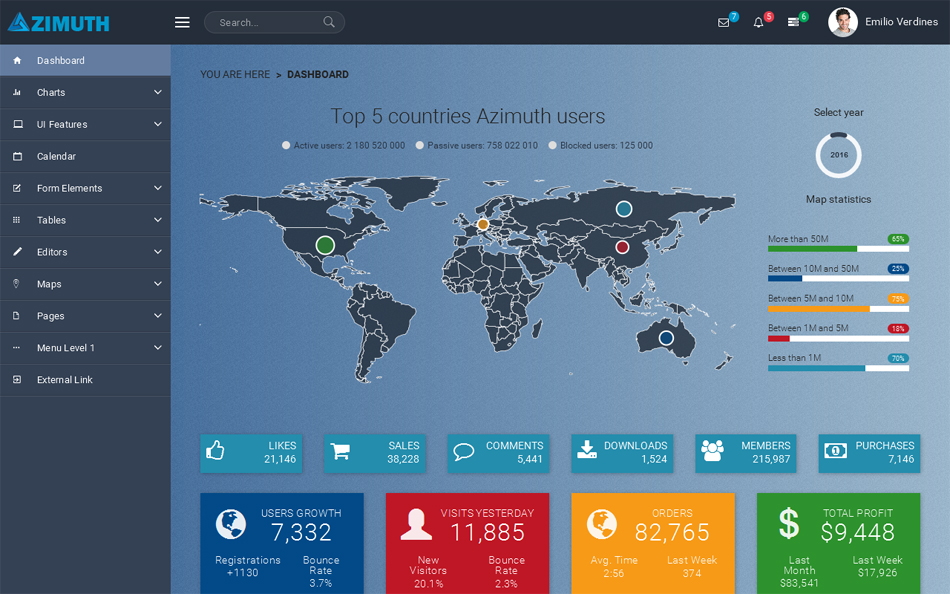 AZIMUTH
Search...
7
5
6
Emilio Verdines
Dashboard
Charts
UI Features
Calendar
Form Elements
Tables
Editors
Maps
Pages
Menu Level 1
External Link
YOU ARE HERE > DASHBOARD
Top 5 countries Azimuth users
Active users: 2 180 520 000 Passive users: 758 022 010 Blocked users: 125 000
Select year
2016
Map statistics
More than 50M 65%
Between 10M and 50M 25%
Between 5M and 10M 75%
Between 1M and 5M 18%
Less than 1M 70%
LIKES
21,146
SALES
38,228
COMMENTS
5,441
DOWNLOADS
1,524
MEMBERS
215,987
PURCHASES
7,146
USERS GROWTH
7,332
Registrations
+1130
Bounce
Rate
3.7%
VISITS YESTERDAY
11,885
New
Visitors
20.1%
Bounce
Rate
2.3%
ORDERS
82,765
Avg. Time
2:56
Last Week
374
TOTAL PROFIT
$9,448
Last
Month
$83,541
Last Week
$17,926